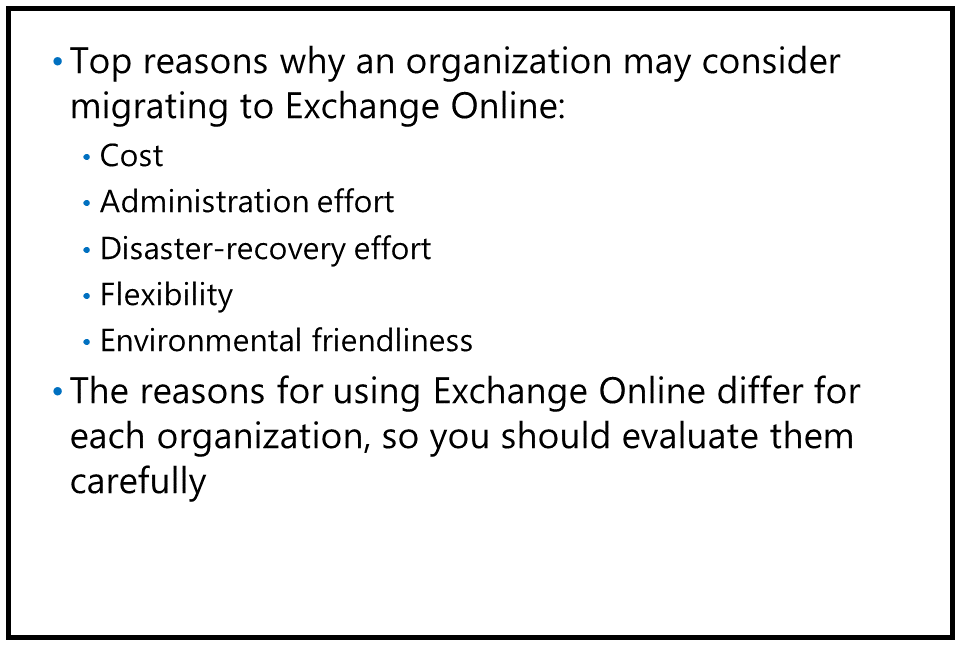 • Top reasons why an organization may consider
migrating to Exchange Online:
• Cost
• Administration effort
• Disaster-recovery effort
• Flexibility
• Environmental friendliness
• The reasons for using Exchange Online differ for
each organization, so you should evaluate them
carefully